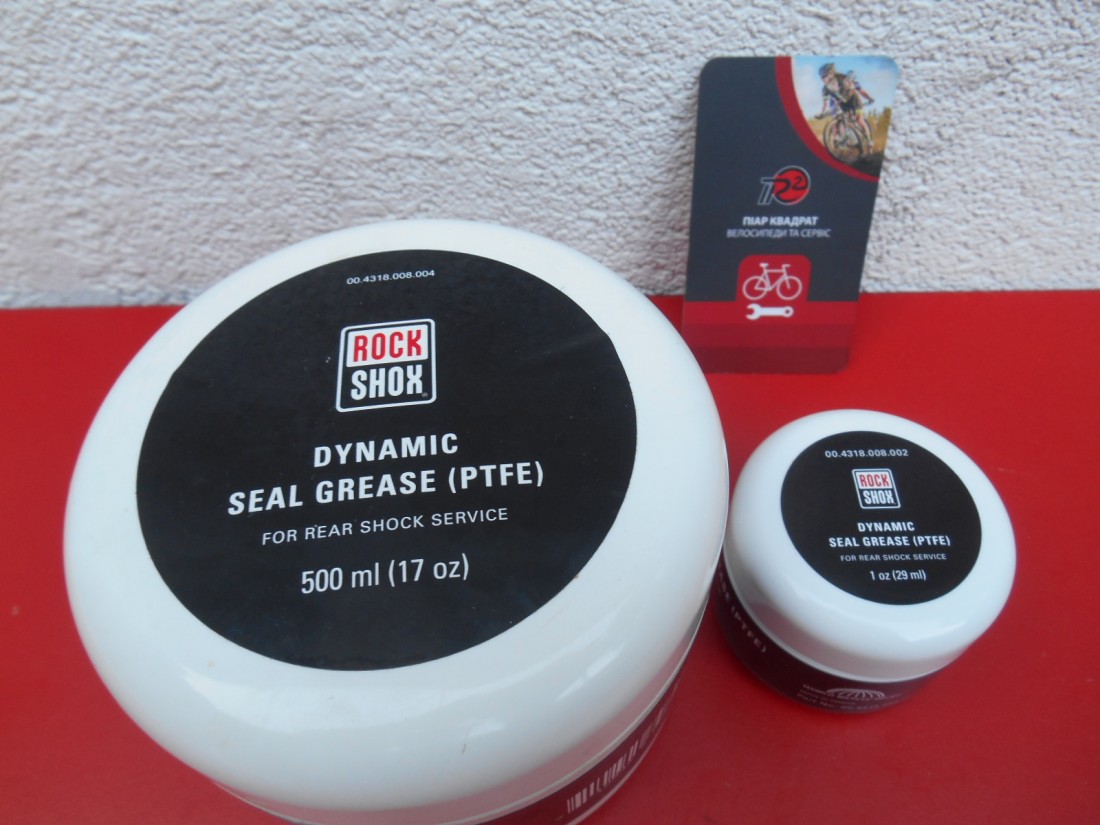 00.4318.008.004
ROCK
SHOX
DYNAMIC
SEAL GREASE (PTFE)
FOR REAR SHOCK SERVICE
500 ml (17 oz)
R2
ПІАР КВАДРАТ
ВЕЛОСИПЕДИ ТА СЕРВІС
00.4318.008.002
ROCK
SHOX
DYNAMIC
SEAL GREASE (PTFE)
FOR REAR SHOCK SERVICE
1 oz (29 ml)
(PTFE)